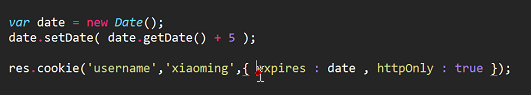 var date = new Date();
date.setDate( date.getDate() + 5 );
res.cookie('username','xiaoming',{ expires : date , httpOnly : true });